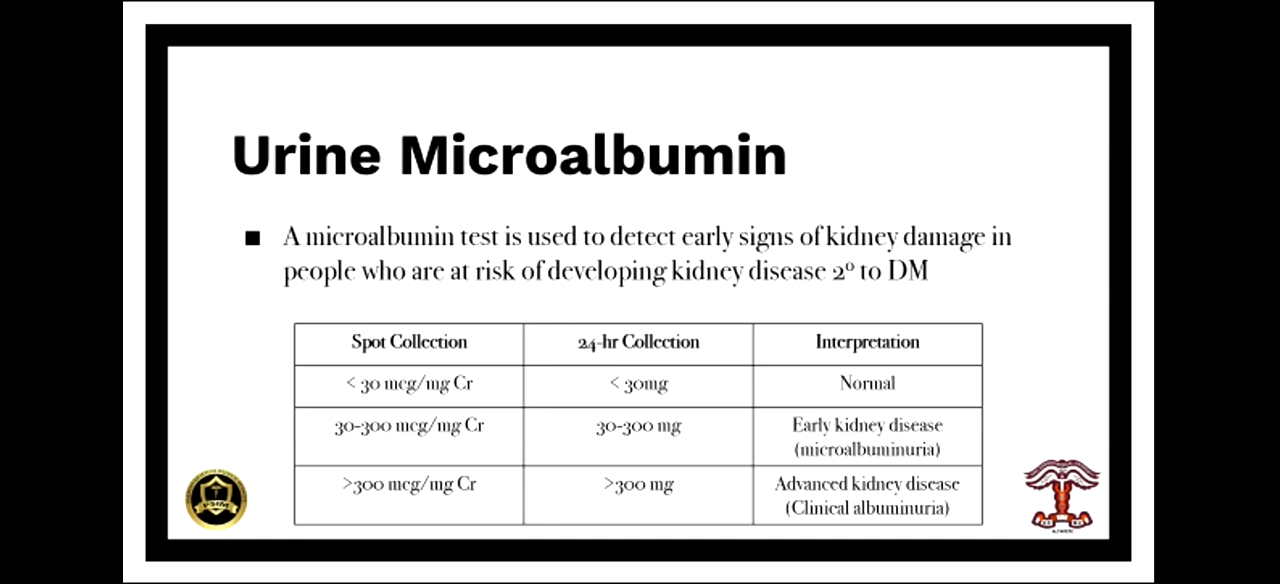 Urine Microalbumin
■ A microalbumin test is used to detect early signs of kidney damage in
people who are at risk of developing kidney disease 2º to DM
Spot Collection 24-hr Collection Interpretation
< 30 mcg/mg Cr < 30mg Normal
30-300 mcg/mg Cr 30-300 mg Early kidney disease
(microalbuminuria)
>300 mcg/mg Cr >300 mg Advanced kidney disease
(Clinical albuminuria)